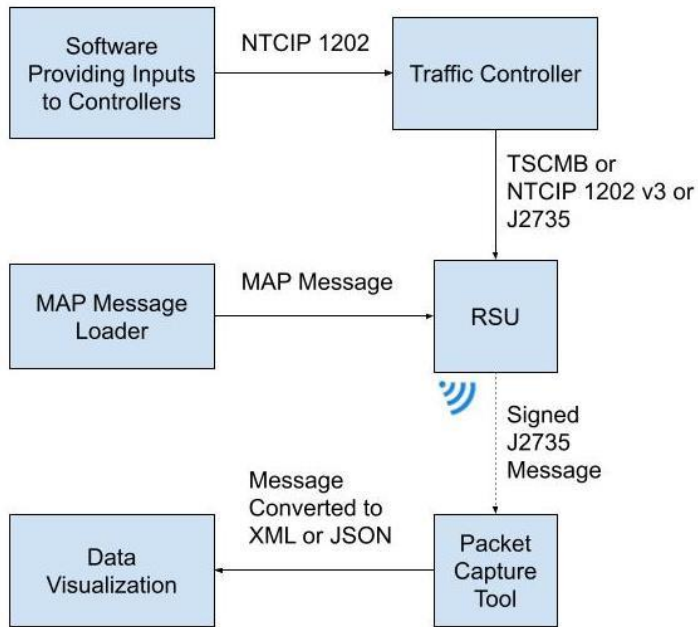 Software
Providing Inputs
to Controllers
NTCIP 1202
Traffic Controller
TSCMB or
NTCIP 1202 v3 or
J2735
MAP Message
Loader
MAP Message
RSU
Signed
J2735
Message
Message
Converted to
XML or JSON
Data
Visualization
Packet
Capture
Tool